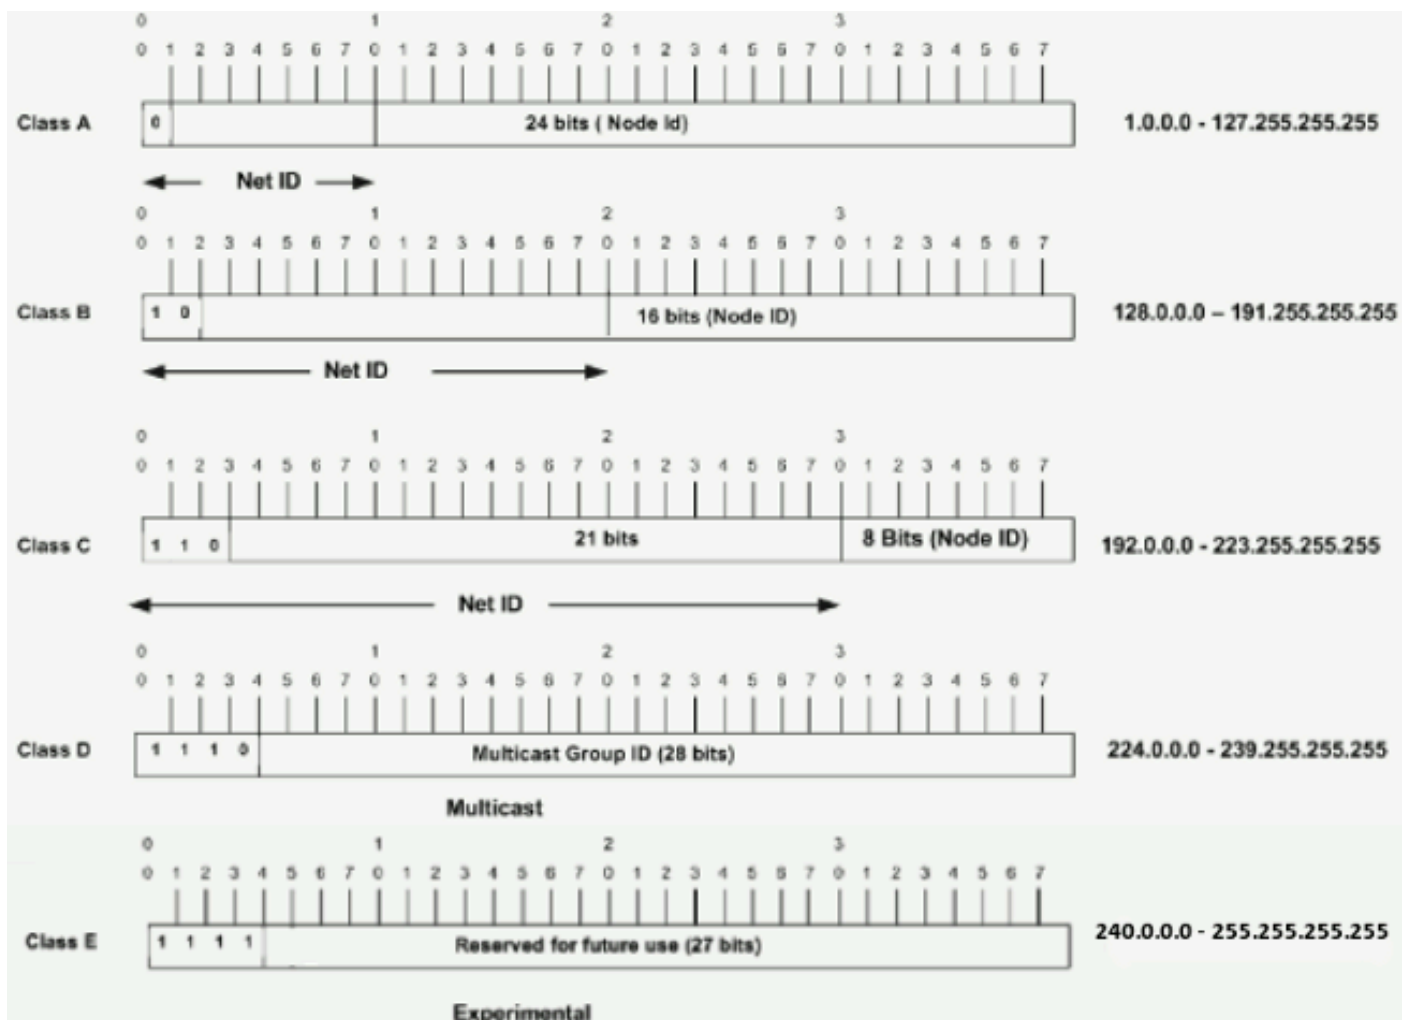 0 1 2 3
0 1 2 3 4 5 6 7 0 1 2 3 4 5 6 7 0 1 2 3 4 5 6 7 0 1 2 3 4 5 6 7
Class A 0 24 bits ( Node Id) 1.0.0.0 - 127.255.255.255
Net ID
0 1 2 3
0 1 2 3 4 5 6 7 0 1 2 3 4 5 6 7 0 1 2 3 4 5 6 7 0 1 2 3 4 5 6 7
Class B 1 0 16 bits (Node ID) 128.0.0.0 – 191.255.255.255
Net ID
0 1 2 3
0 1 2 3 4 5 6 7 0 1 2 3 4 5 6 7 0 1 2 3 4 5 6 7 0 1 2 3 4 5 6 7
Class C 1 1 0 21 bits 8 Bits (Node ID) 192.0.0.0 - 223.255.255.255
Net ID
0 1 2 3
0 1 2 3 4 5 6 7 0 1 2 3 4 5 6 7 0 1 2 3 4 5 6 7 0 1 2 3 4 5 6 7
Class D 1 1 1 0 Multicast Group ID (28 bits) 224.0.0.0 - 239.255.255.255
Multicast
0 1 2 3
0 1 2 3 4 5 6 7 0 1 2 3 4 5 6 7 0 1 2 3 4 5 6 7 0 1 2 3 4 5 6 7
Class E 1 1 1 1 Reserved for future use (27 bits) 240.0.0.0 - 255.255.255.255
Experimental